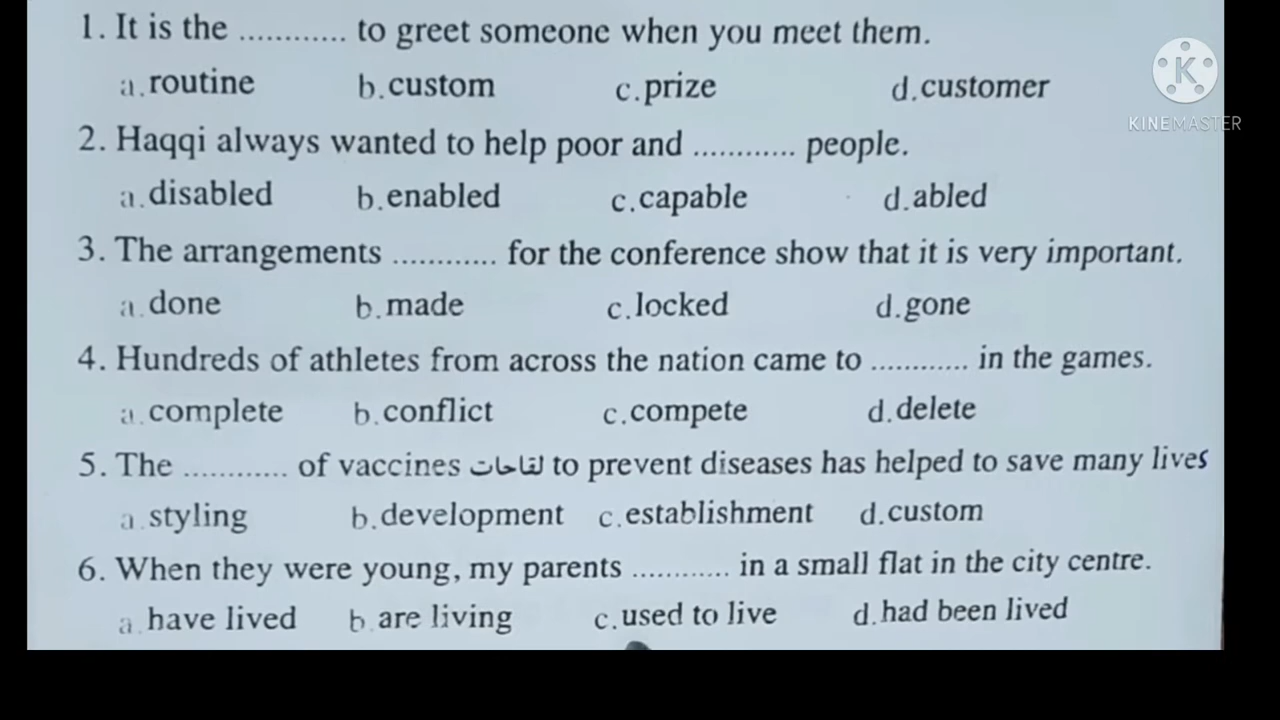 1. It is the ............ to greet someone when you meet them.
a. routine b. custom c. prize d. customer
KINEMASTER
2. Haqqi always wanted to help poor and ............ people.
a. disabled b. enabled c. capable d. abled
3. The arrangements ............ for the conference show that it is very important.
a. done b. made c. locked d. gone
4. Hundreds of athletes from across the nation came to ............ in the games.
a. complete b. conflict c. compete d. delete
5. The ............ of vaccines لقاحات to prevent diseases has helped to save many lives
a. styling b. development c. establishment d. custom
6. When they were young, my parents ............ in a small flat in the city centre.
a. have lived b. are living c. used to live d. had been lived